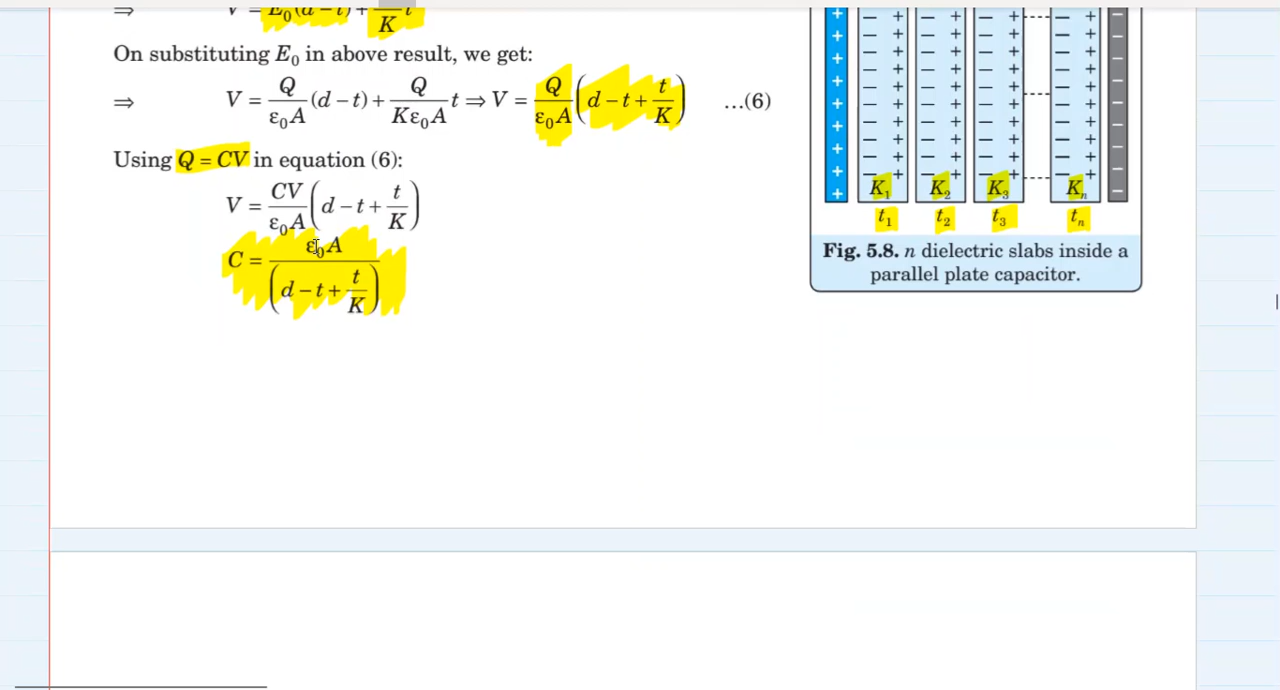 ⇒ V = E₀(d – t) + t/K
On substituting E₀ in above result, we get:
⇒ V = Q/ε₀A (d – t) + Q/Kε₀A t ⇒ V = Q/ε₀A (d – t + t/K) ...(6)
Using Q = CV in equation (6):
V = CV/ε₀A (d – t + t/K)
C = ε₀A/(d – t + t/K)
K₁ K₂ K₃ Kₙ
t₁ t₂ t₃ tₙ
Fig. 5.8. n dielectric slabs inside a
parallel plate capacitor.